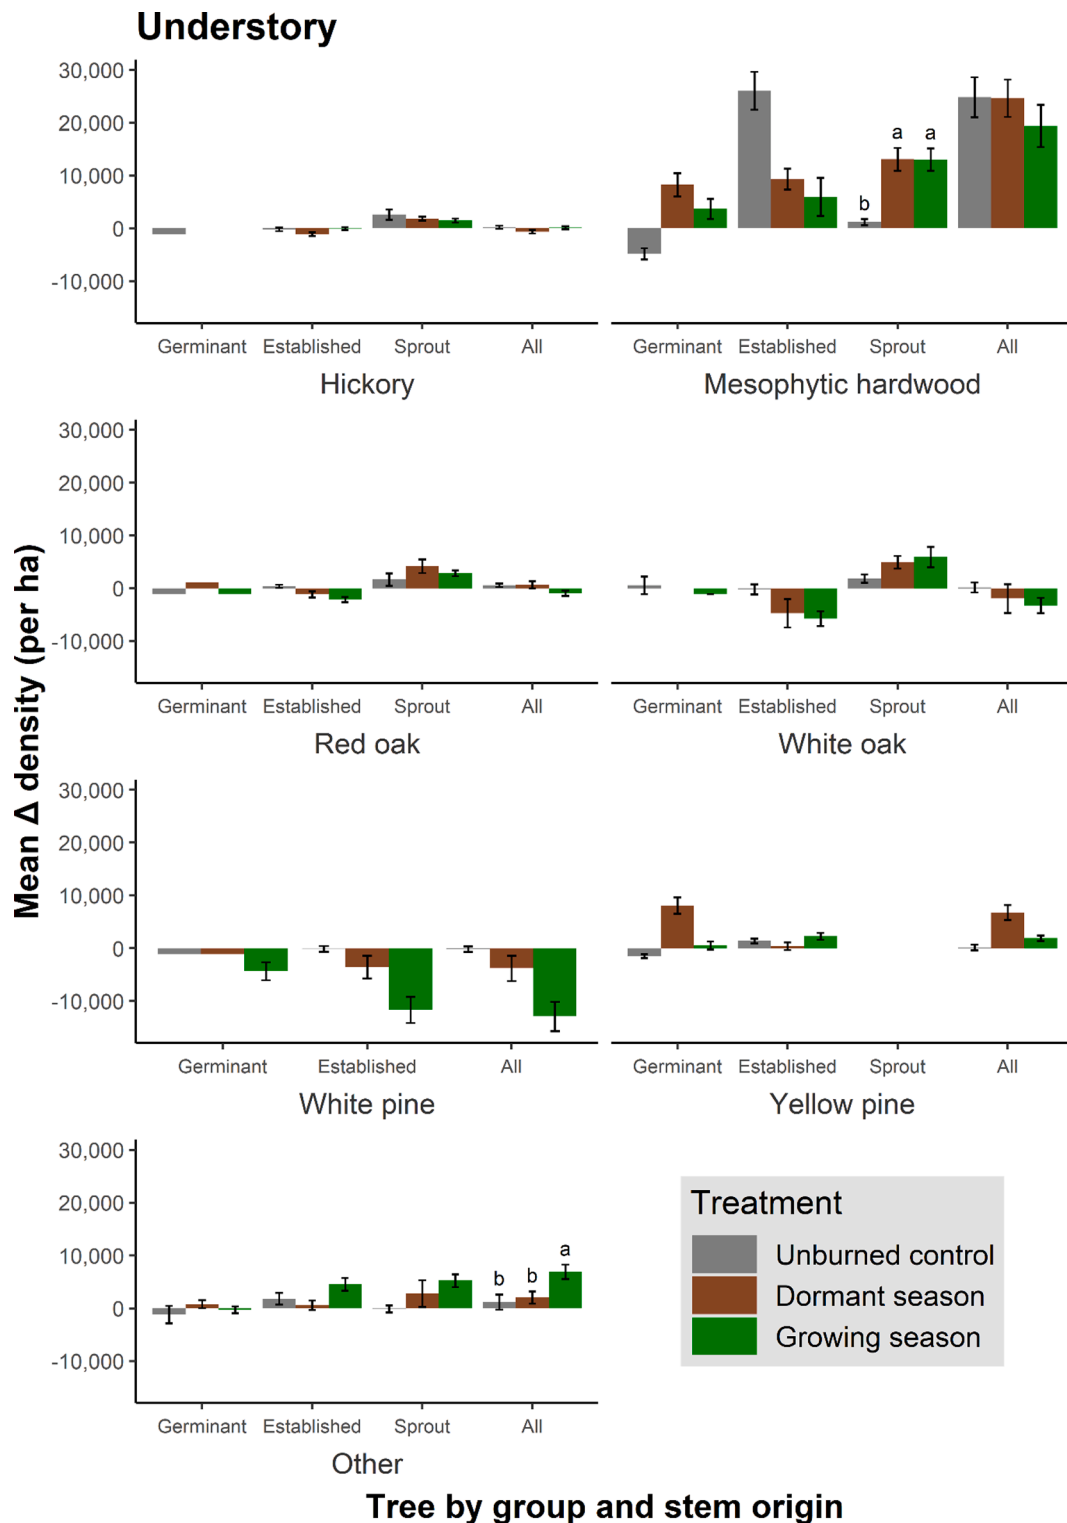 Understory
30,000
20,000
10,000
0
-10,000
a a
b
Germinant Established Sprout All
Hickory
Germinant Established Sprout All
Mesophytic hardwood
30,000
20,000
10,000
0
-10,000
Germinant Established Sprout All
Red oak
Germinant Established Sprout All
White oak
Mean Δ density (per ha)
30,000
20,000
10,000
0
-10,000
Germinant Established All
White pine
Germinant Established Sprout All
Yellow pine
30,000
20,000
10,000
0
-10,000
b b a
Germinant Established Sprout All
Other
Treatment
Unburned control
Dormant season
Growing season
Tree by group and stem origin